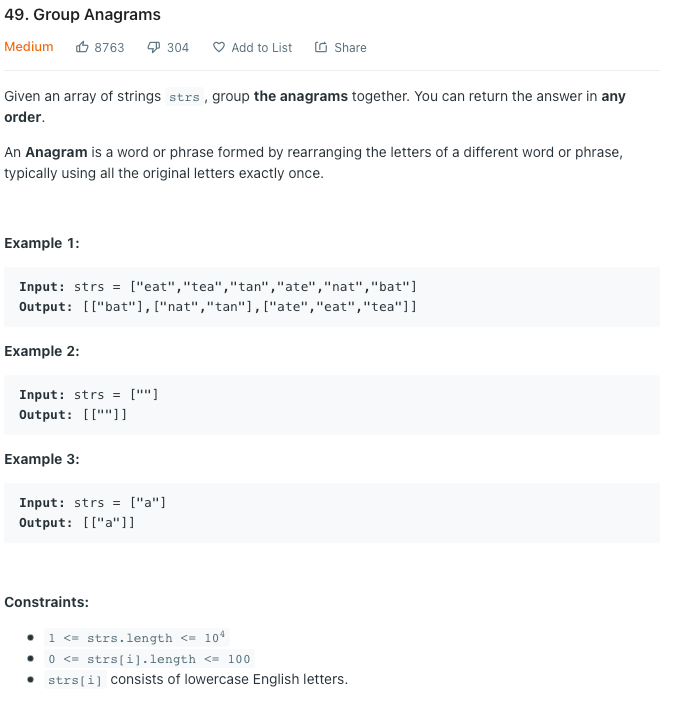 49. Group Anagrams
Medium 8763 304 Add to List Share
Given an array of strings strs , group the anagrams together. You can return the answer in any
order.
An Anagram is a word or phrase formed by rearranging the letters of a different word or phrase,
typically using all the original letters exactly once.
Example 1:
Input: strs = ["eat","tea","tan","ate","nat","bat"]
Output: [["bat"],["nat","tan"],["ate","eat","tea"]]
Example 2:
Input: strs = [""]
Output: [[""]]
Example 3:
Input: strs = ["a"]
Output: [["a"]]
Constraints:
1 <= strs.length <= 10⁴
0 <= strs[i].length <= 100
strs[i] consists of lowercase English letters.